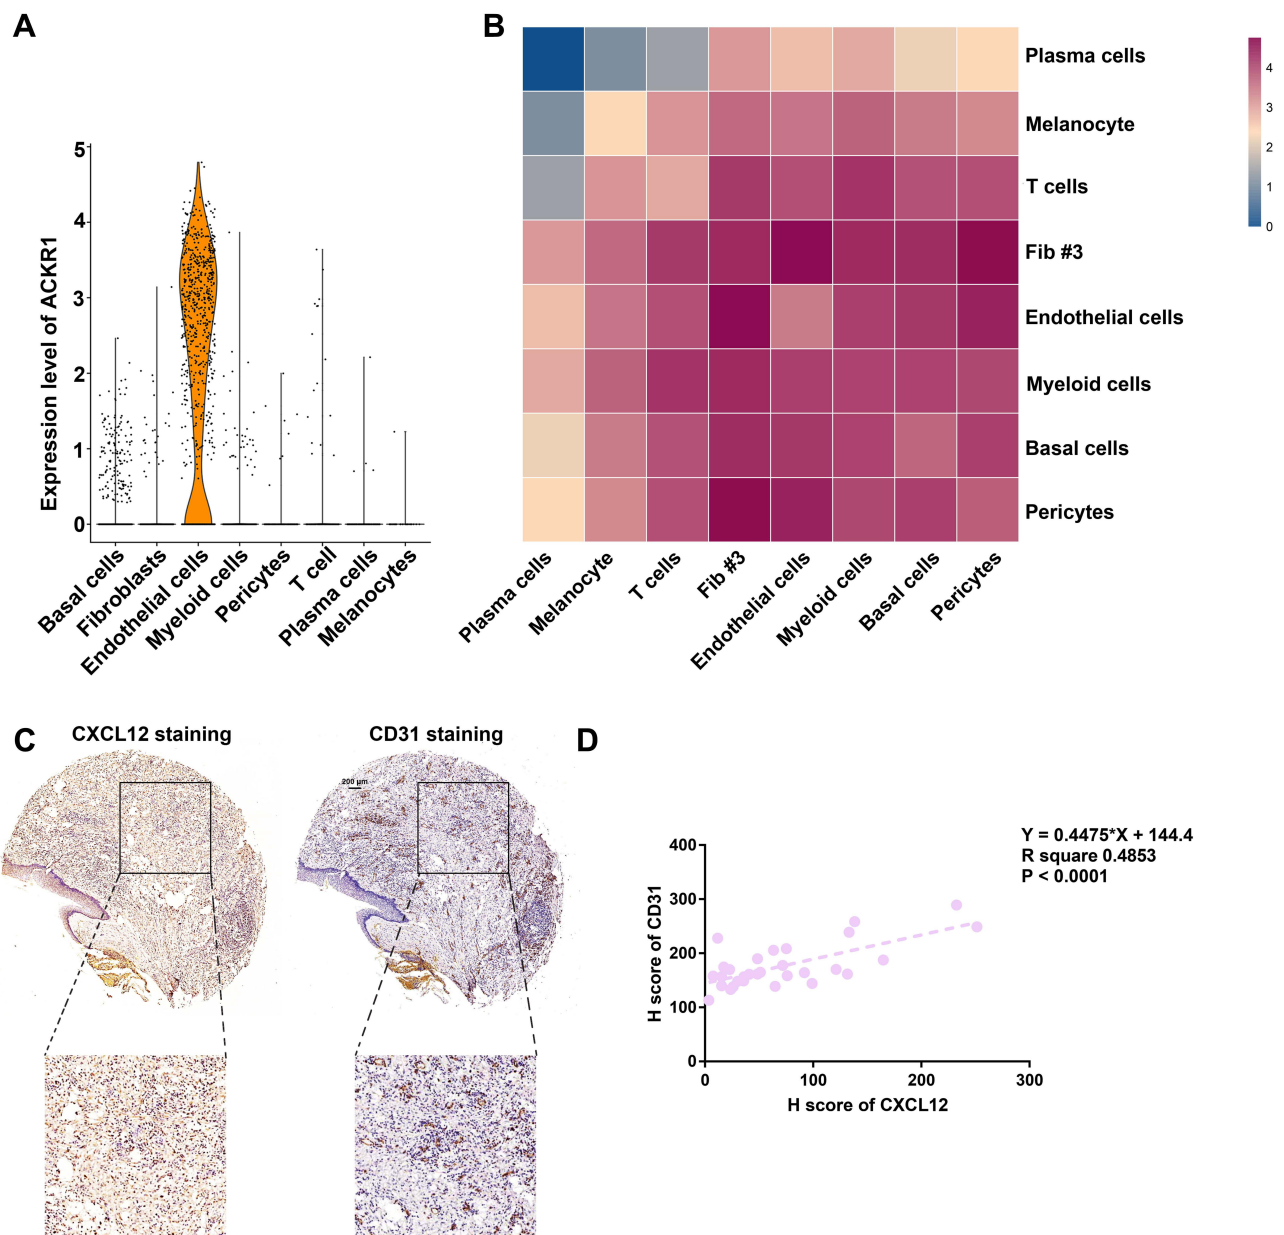 A
B
5
4
3
2
1
0
Expression level of ACKR1
Basal cells
Fibroblasts
Endothelial cells
Myeloid cells
Pericytes
T cell
Plasma cells
Melanocytes
Plasma cells
Melanocyte
T cells
Fib #3
Endothelial cells
Myeloid cells
Basal cells
Pericytes
Plasma cells
Melanocyte
T cells
Fib #3
Endothelial cells
Myeloid cells
Basal cells
Pericytes
4
3
2
1
0
C
CXCL12 staining
CD31 staining
200 µm
D
Y = 0.4475*X + 144.4
R square 0.4853
P < 0.0001
400
300
200
100
0
H score of CD31
0
100
200
300
H score of CXCL12